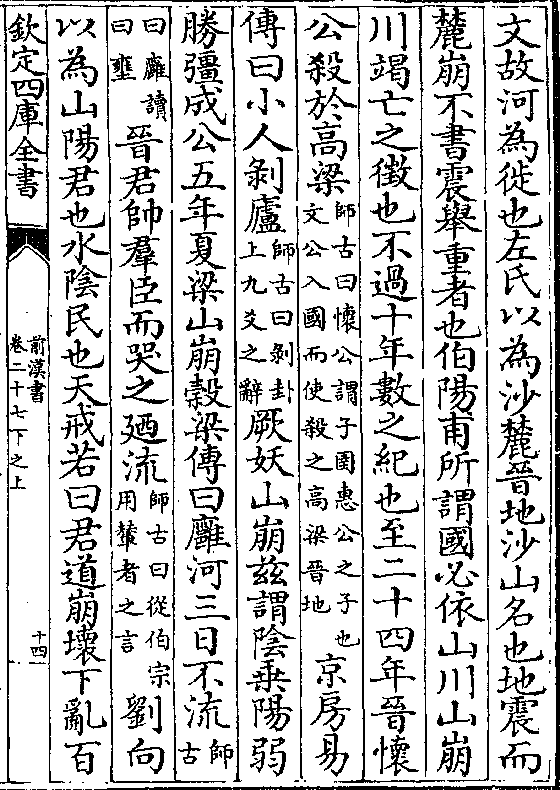 文故河為徙也左氏以為沙麓晉地沙山名也地震而
麓崩不書震舉重者也伯陽甫所謂國必依山川山崩
川竭亡之徴也不過十年數之紀也至二十四年晉懐
公殺於高梁師古曰懐公謂子圉惠公之子也文公入國而使殺之高梁晉地京房易
傳曰小人剝廬師古曰剝卦上九爻之辭厥妖山崩兹謂陰乗陽弱
勝彊成公五年夏梁山崩榖梁傳曰廱河三日不流師古
曰廱讀曰壅晉君帥羣臣而哭之廼流師古曰從伯宗用輦者之言劉向
以為山陽君也水陰民也天戒若曰君道崩壊下亂百
欽定四庫全書
前漢書
卷二十七下之上
十四